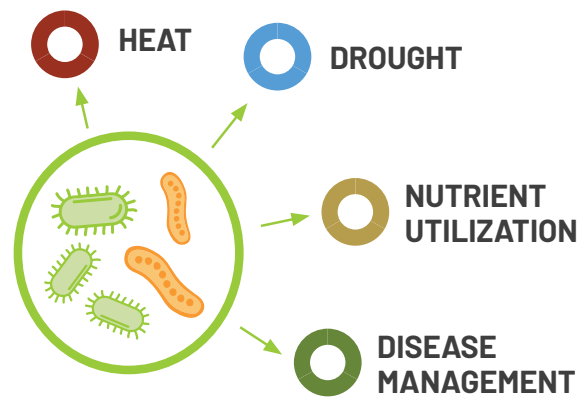 HEAT
DROUGHT
NUTRIENT
UTILIZATION
DISEASE
MANAGEMENT